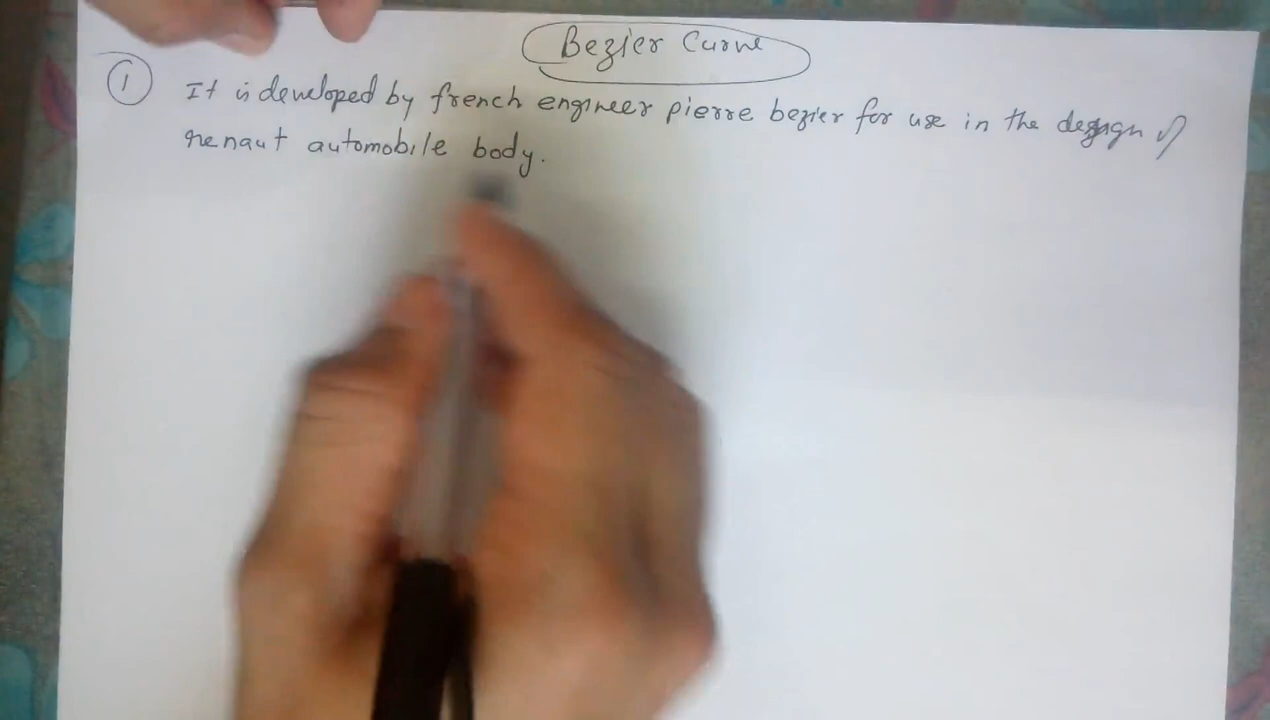 Bezier Curve
① It is developed by french engineer pierre bezier for use in the design of
renaut automobile body.